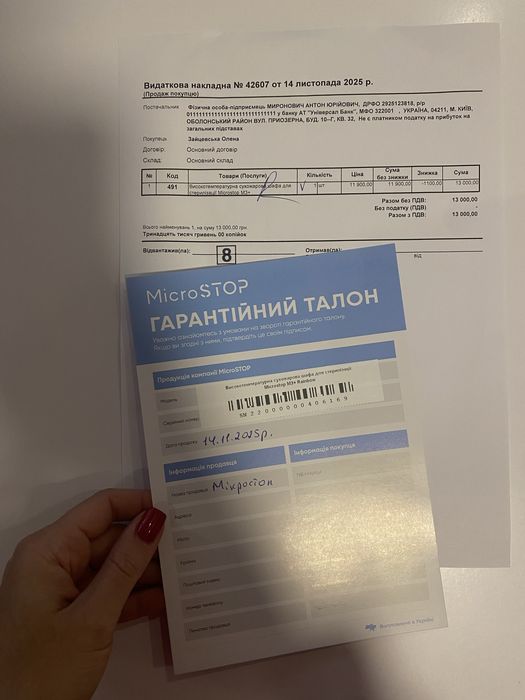 Видаткова накладна № 42607 от 14 листопада 2025 р.
(Продаж покупцю)
Постачальник Фізична особа-підприємець МИРОНОВИЧ АНТОН ЮРІЙОВИЧ, ДРФО 2925123818, р/р
у банку АТ "Універсал Банк", МФО 322001 , УКРАЇНА, 04211, М. КИЇВ,
ОБОЛОНСЬКИЙ РАЙОН ВУЛ. ПРИОЗЕРНА, БУД. 10-Г, КВ. 32, Не є платником податку на прибуток на
загальних підставах
Покупець Зайцевська Олена
Договір: Основний договір
Склад: Основний склад
№ Код Товари (Послуги) Кількість Ціна Сума без знижки Знижка Сума
1 491 Високотемпературна сухожарова шафа для 1 шт 11 900,00 11 900,00 -1100,00 13 000,00
стерилізації Microstop M3+
Разом без ПДВ: 13 000,00
Без податку (ПДВ)
Разом з ПДВ: 13 000,00
Всього найменувань 1, на суму 13 000,00 грн.
Тринадцять тисяч гривень 00 копійок
Відвантажив(ла): 8 Отримав(ла):
від
MicroSTOP
ГАРАНТІЙНИЙ ТАЛОН
Уважно ознайомтесь з умовами на звороті гарантійного талону.
Якщо ви згодні з ними, підтвердіть це своїм підписом.
Продукція компанії MicroSTOP
Модель
Високотемпературна сухожарова шафа для стерилізації
Microstop M3+ Rainbow
Серійний номер
SN2200000406169
Дата продажу 14.11.2025р.
Інформація продавця Інформація покупця
Назва продавця Мікростоп
Адреса
Місто
Країна
Поштовий індекс
Номер телефону
Підпис продавця
Виготовлено в Україні